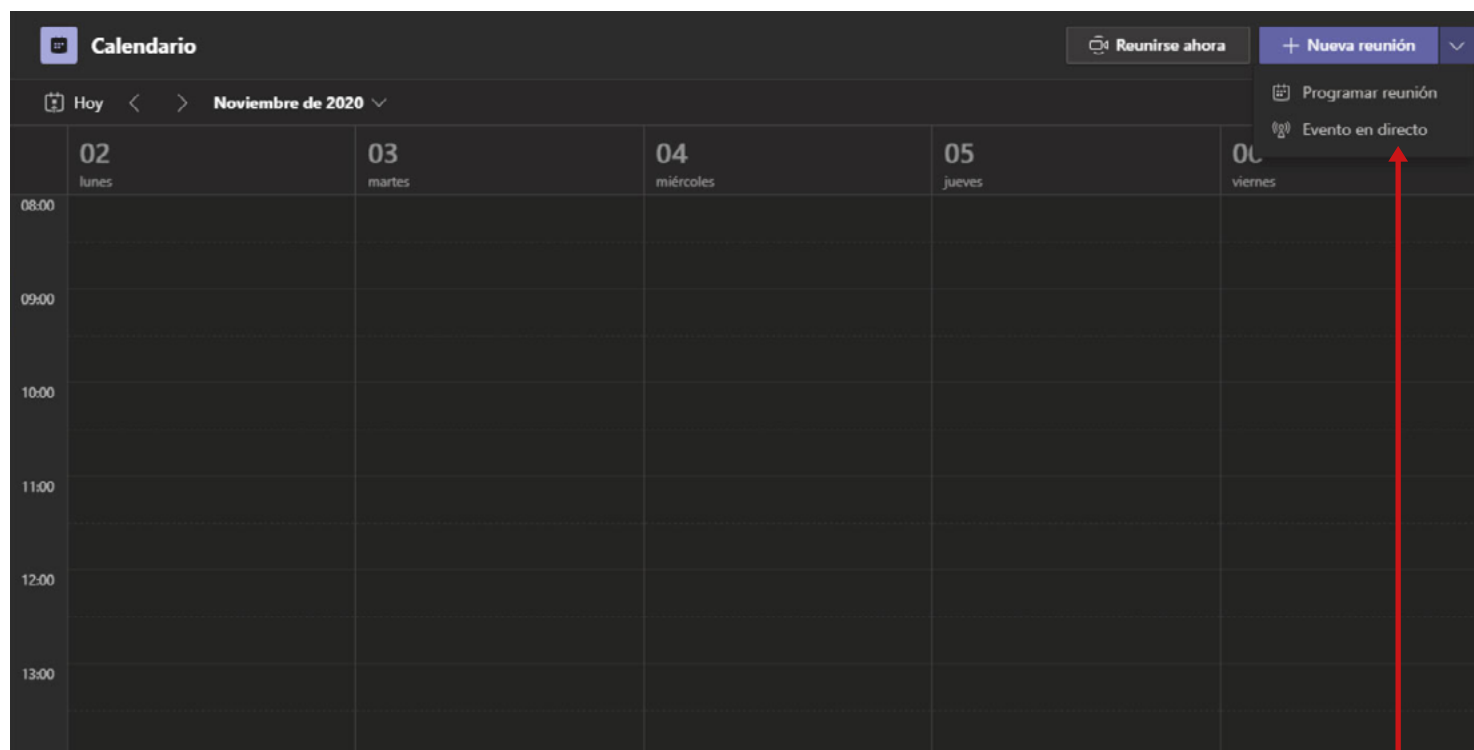 Calendario
Reunirse ahora
Nueva reunión
Programar reunión
Evento en directo
Hoy
Noviembre de 2020
02
lunes
03
martes
04
miércoles
05
jueves
viernes
08:00
09:00
10:00
11:00
12:00
13:00